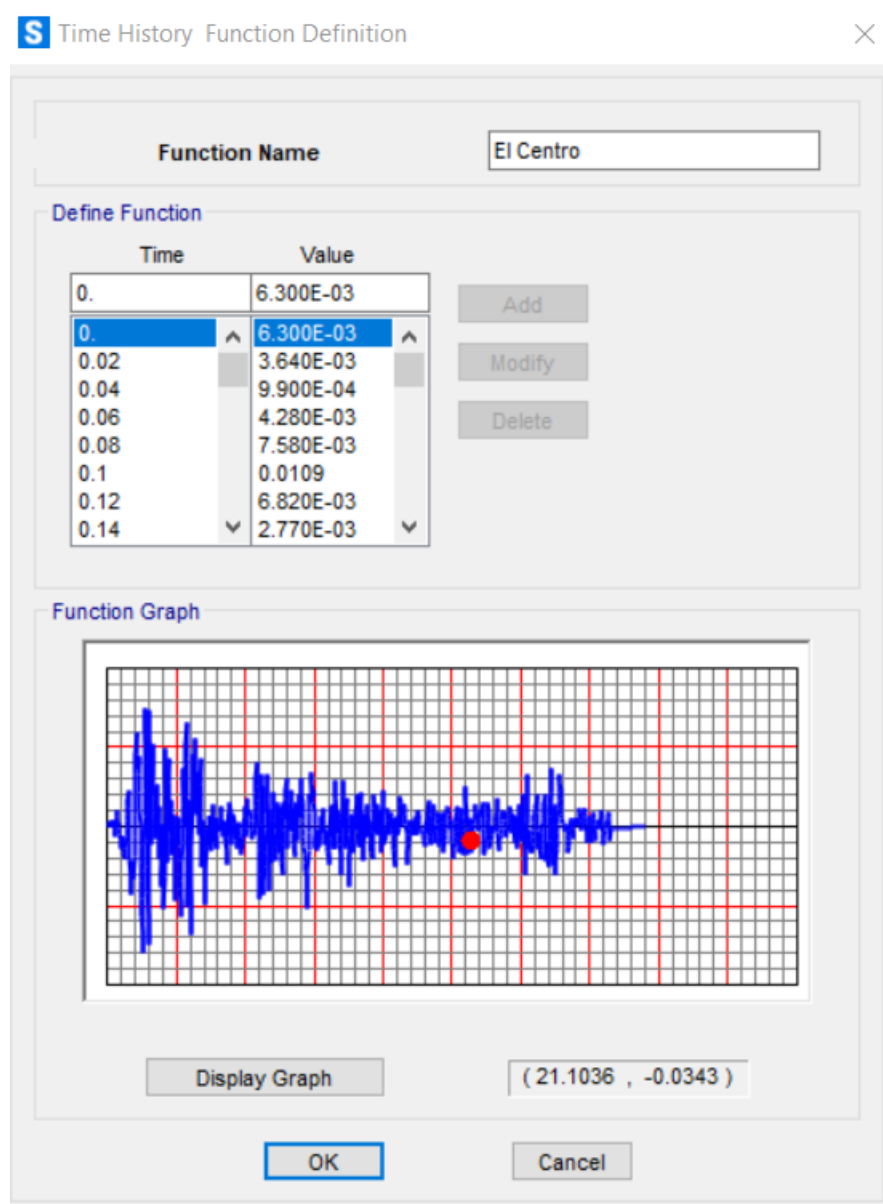 S Time History Function Definition
Function Name El Centro
Define Function
Time Value
0. 6.300E-03 Add
0. 6.300E-03
0.02 3.640E-03 Modify
0.04 9.900E-04
0.06 4.280E-03 Delete
0.08 7.580E-03
0.1 0.0109
0.12 6.820E-03
0.14 2.770E-03
Function Graph
Display Graph ( 21.1036 , -0.0343 )
OK Cancel